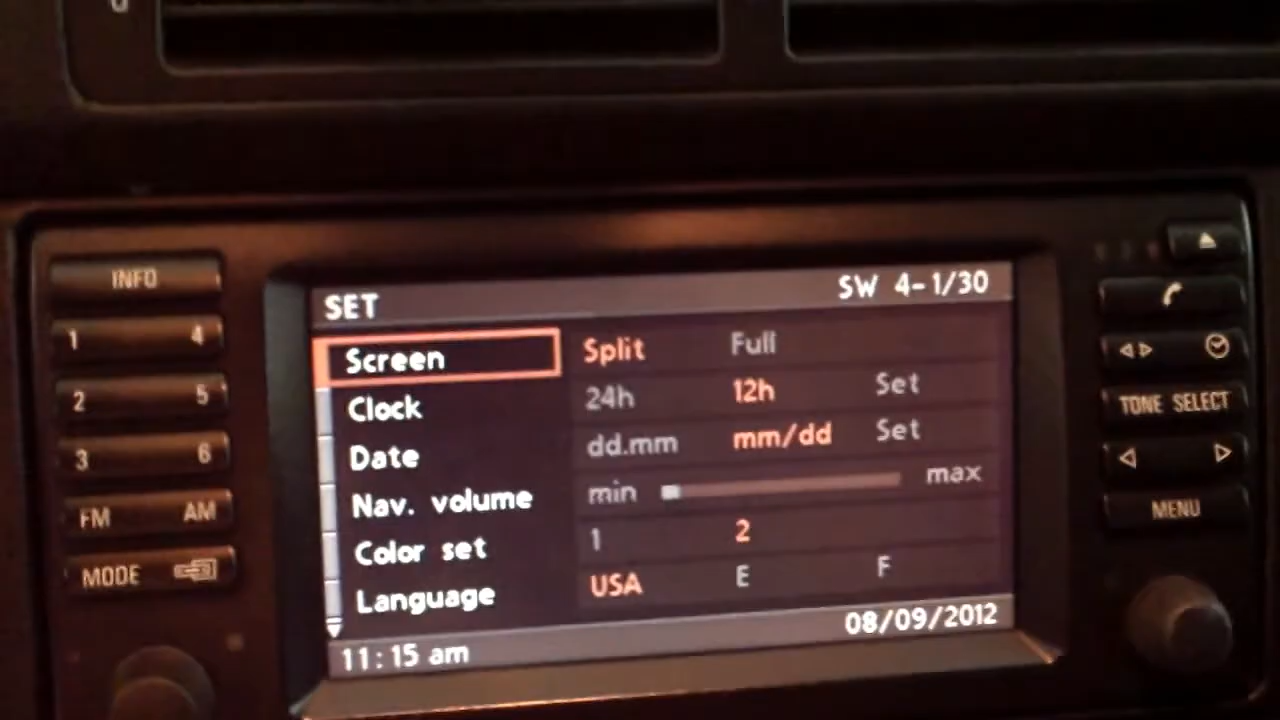 INFO
1 4
2 5
3 6
FM AM
MODE
SET SW 4-1/30
Screen Split Full
Clock 24h 12h Set
Date dd.mm mm/dd Set
Nav. volume min max
Color set 1 2
Language USA E F
11:15 am 08/09/2012
TONE SELECT
MENU